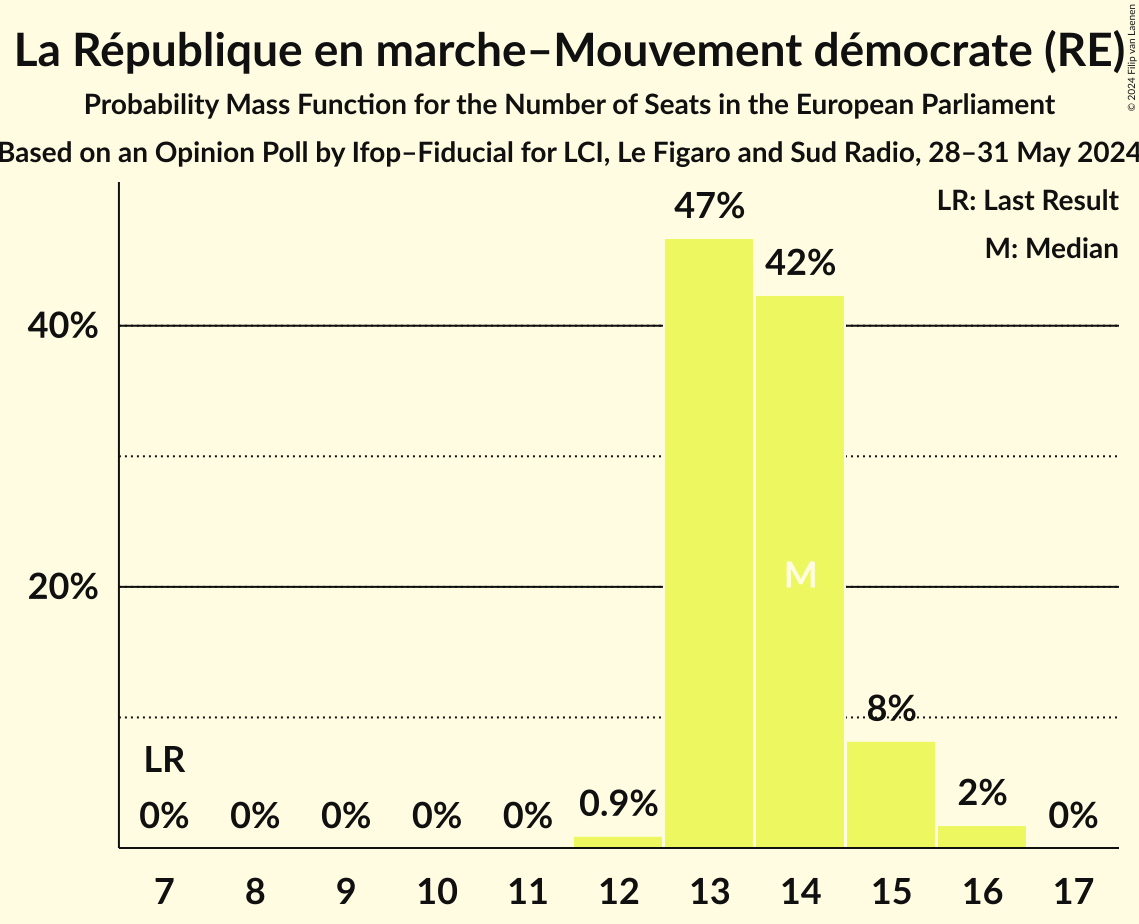 La République en marche–Mouvement démocrate (RE)
Probability Mass Function for the Number of Seats in the European Parliament
Based on an Opinion Poll by Ifop–Fiducial for LCI, Le Figaro and Sud Radio, 28–31 May 2024
© 2024 Filip van Laenen
LR: Last Result
M: Median
47%
42%
40%
M
20%
8%
LR
2%
0.9%
0% 0% 0% 0% 0% 0%
7 8 9 10 11 12 13 14 15 16 17